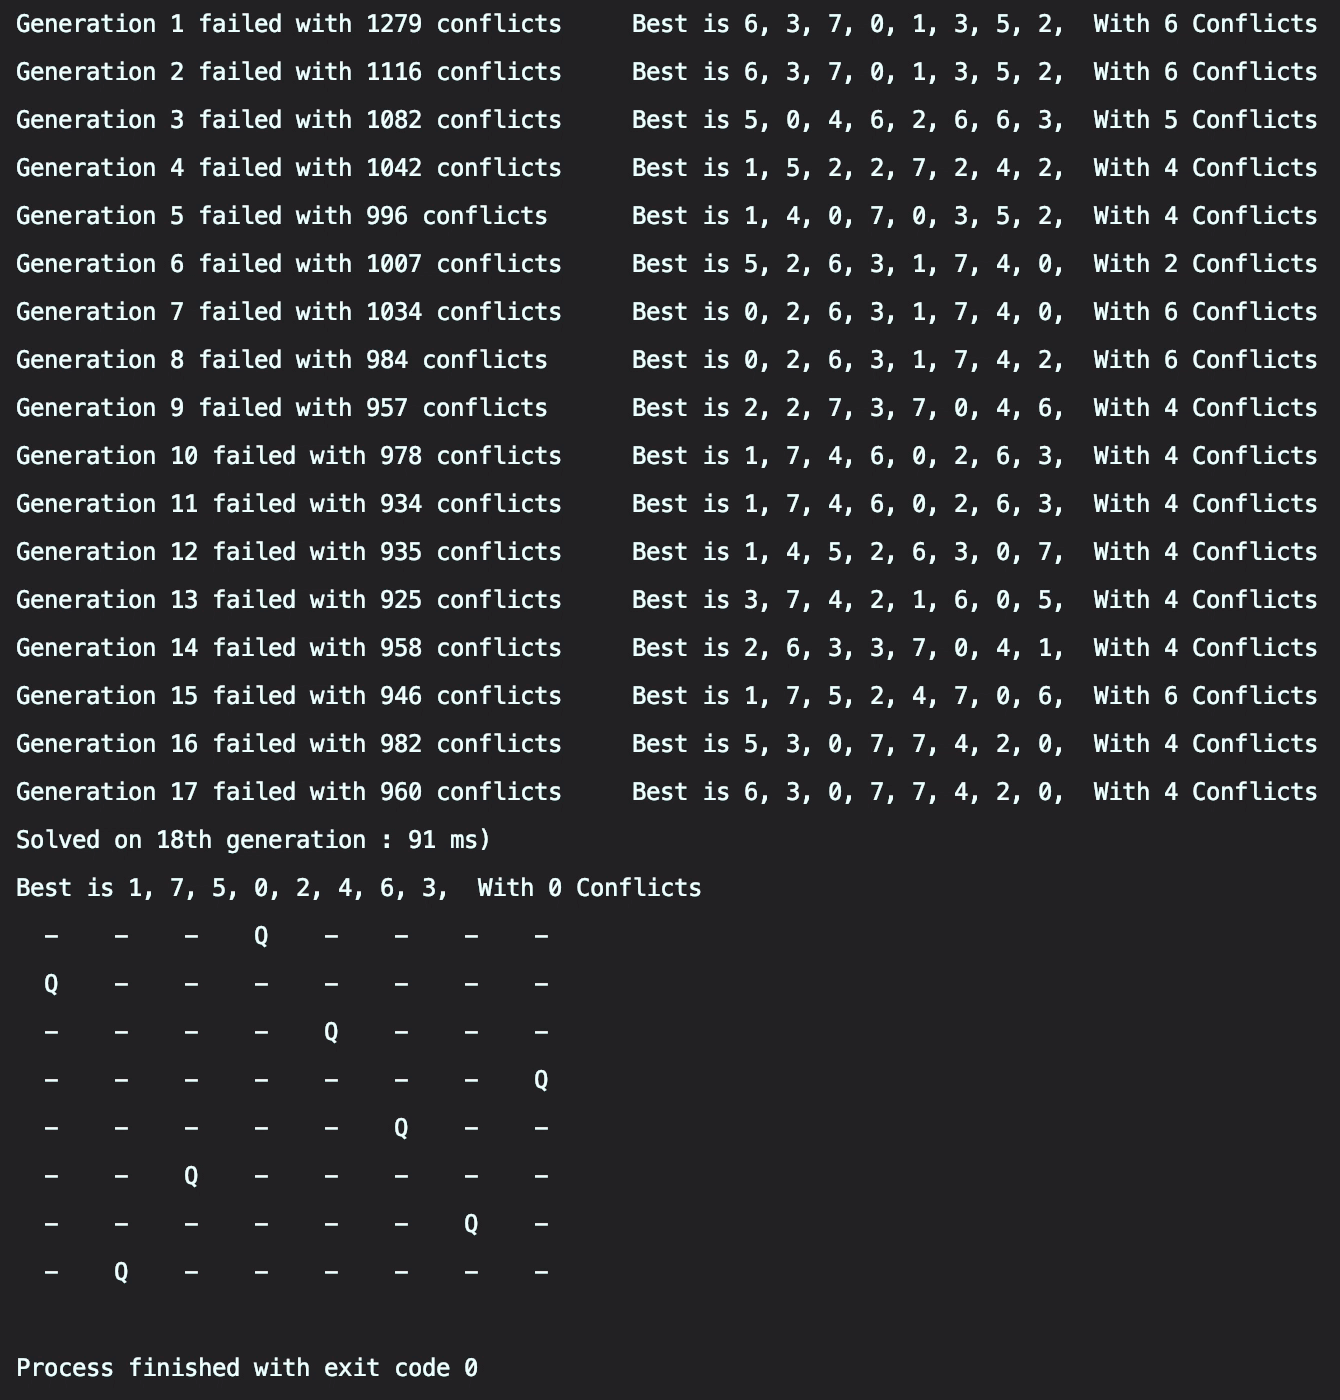 Generation 1 failed with 1279 conflicts     Best is 6, 3, 7, 0, 1, 3, 5, 2,  With 6 Conflicts
Generation 2 failed with 1116 conflicts     Best is 6, 3, 7, 0, 1, 3, 5, 2,  With 6 Conflicts
Generation 3 failed with 1082 conflicts     Best is 5, 0, 4, 6, 2, 6, 6, 3,  With 5 Conflicts
Generation 4 failed with 1042 conflicts     Best is 1, 5, 2, 2, 7, 2, 4, 2,  With 4 Conflicts
Generation 5 failed with 996 conflicts      Best is 1, 4, 0, 7, 0, 3, 5, 2,  With 4 Conflicts
Generation 6 failed with 1007 conflicts     Best is 5, 2, 6, 3, 1, 7, 4, 0,  With 2 Conflicts
Generation 7 failed with 1034 conflicts     Best is 0, 2, 6, 3, 1, 7, 4, 0,  With 6 Conflicts
Generation 8 failed with 984 conflicts      Best is 0, 2, 6, 3, 1, 7, 4, 2,  With 6 Conflicts
Generation 9 failed with 957 conflicts      Best is 2, 2, 7, 3, 7, 0, 4, 6,  With 4 Conflicts
Generation 10 failed with 978 conflicts     Best is 1, 7, 4, 6, 0, 2, 6, 3,  With 4 Conflicts
Generation 11 failed with 934 conflicts     Best is 1, 7, 4, 6, 0, 2, 6, 3,  With 4 Conflicts
Generation 12 failed with 935 conflicts     Best is 1, 4, 5, 2, 6, 3, 0, 7,  With 4 Conflicts
Generation 13 failed with 925 conflicts     Best is 3, 7, 4, 2, 1, 6, 0, 5,  With 4 Conflicts
Generation 14 failed with 958 conflicts     Best is 2, 6, 3, 3, 7, 0, 4, 1,  With 4 Conflicts
Generation 15 failed with 946 conflicts     Best is 1, 7, 5, 2, 4, 7, 0, 6,  With 6 Conflicts
Generation 16 failed with 982 conflicts     Best is 5, 3, 0, 7, 7, 4, 2, 0,  With 4 Conflicts
Generation 17 failed with 960 conflicts     Best is 6, 3, 0, 7, 7, 4, 2, 0,  With 4 Conflicts
Solved on 18th generation : 91 ms)
Best is 1, 7, 5, 0, 2, 4, 6, 3,  With 0 Conflicts
  –    –    –    Q    –    –    –    –
  Q    –    –    –    –    –    –    –
  –    –    –    –    Q    –    –    –
  –    –    –    –    –    –    –    Q
  –    –    –    –    –    Q    –    –
  –    –    Q    –    –    –    –    –
  –    –    –    –    –    –    Q    –
  –    Q    –    –    –    –    –    –
Process finished with exit code 0